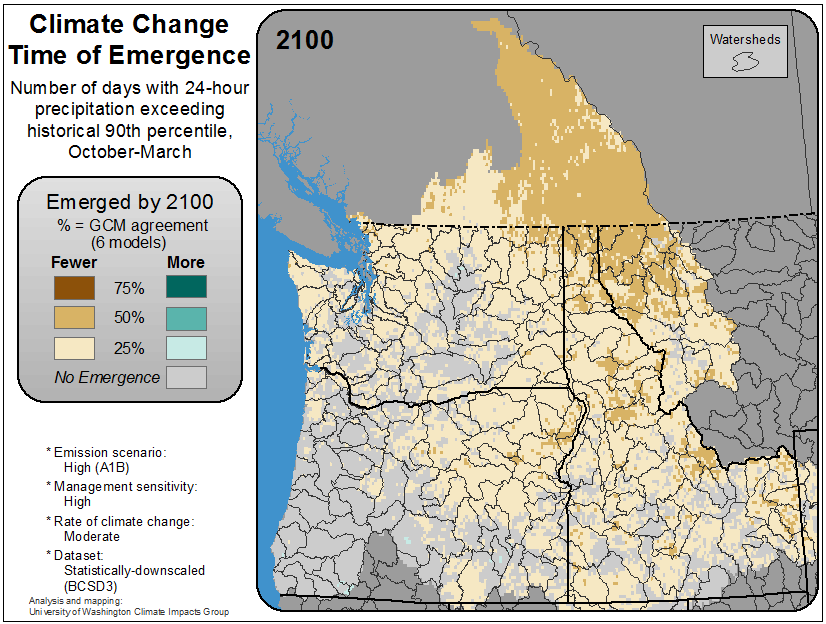 Climate Change
Time of Emergence
Number of days with 24-hour
precipitation exceeding
historical 90th percentile,
October-March
Emerged by 2100
% = GCM agreement
(6 models)
Fewer More
75%
50%
25%
No Emergence
* Emission scenario:
High (A1B)
* Management sensitivity:
High
* Rate of climate change:
Moderate
* Dataset:
Statistically-downscaled
(BCSD3)
Analysis and mapping:
University of Washington Climate Impacts Group
2100
Watersheds